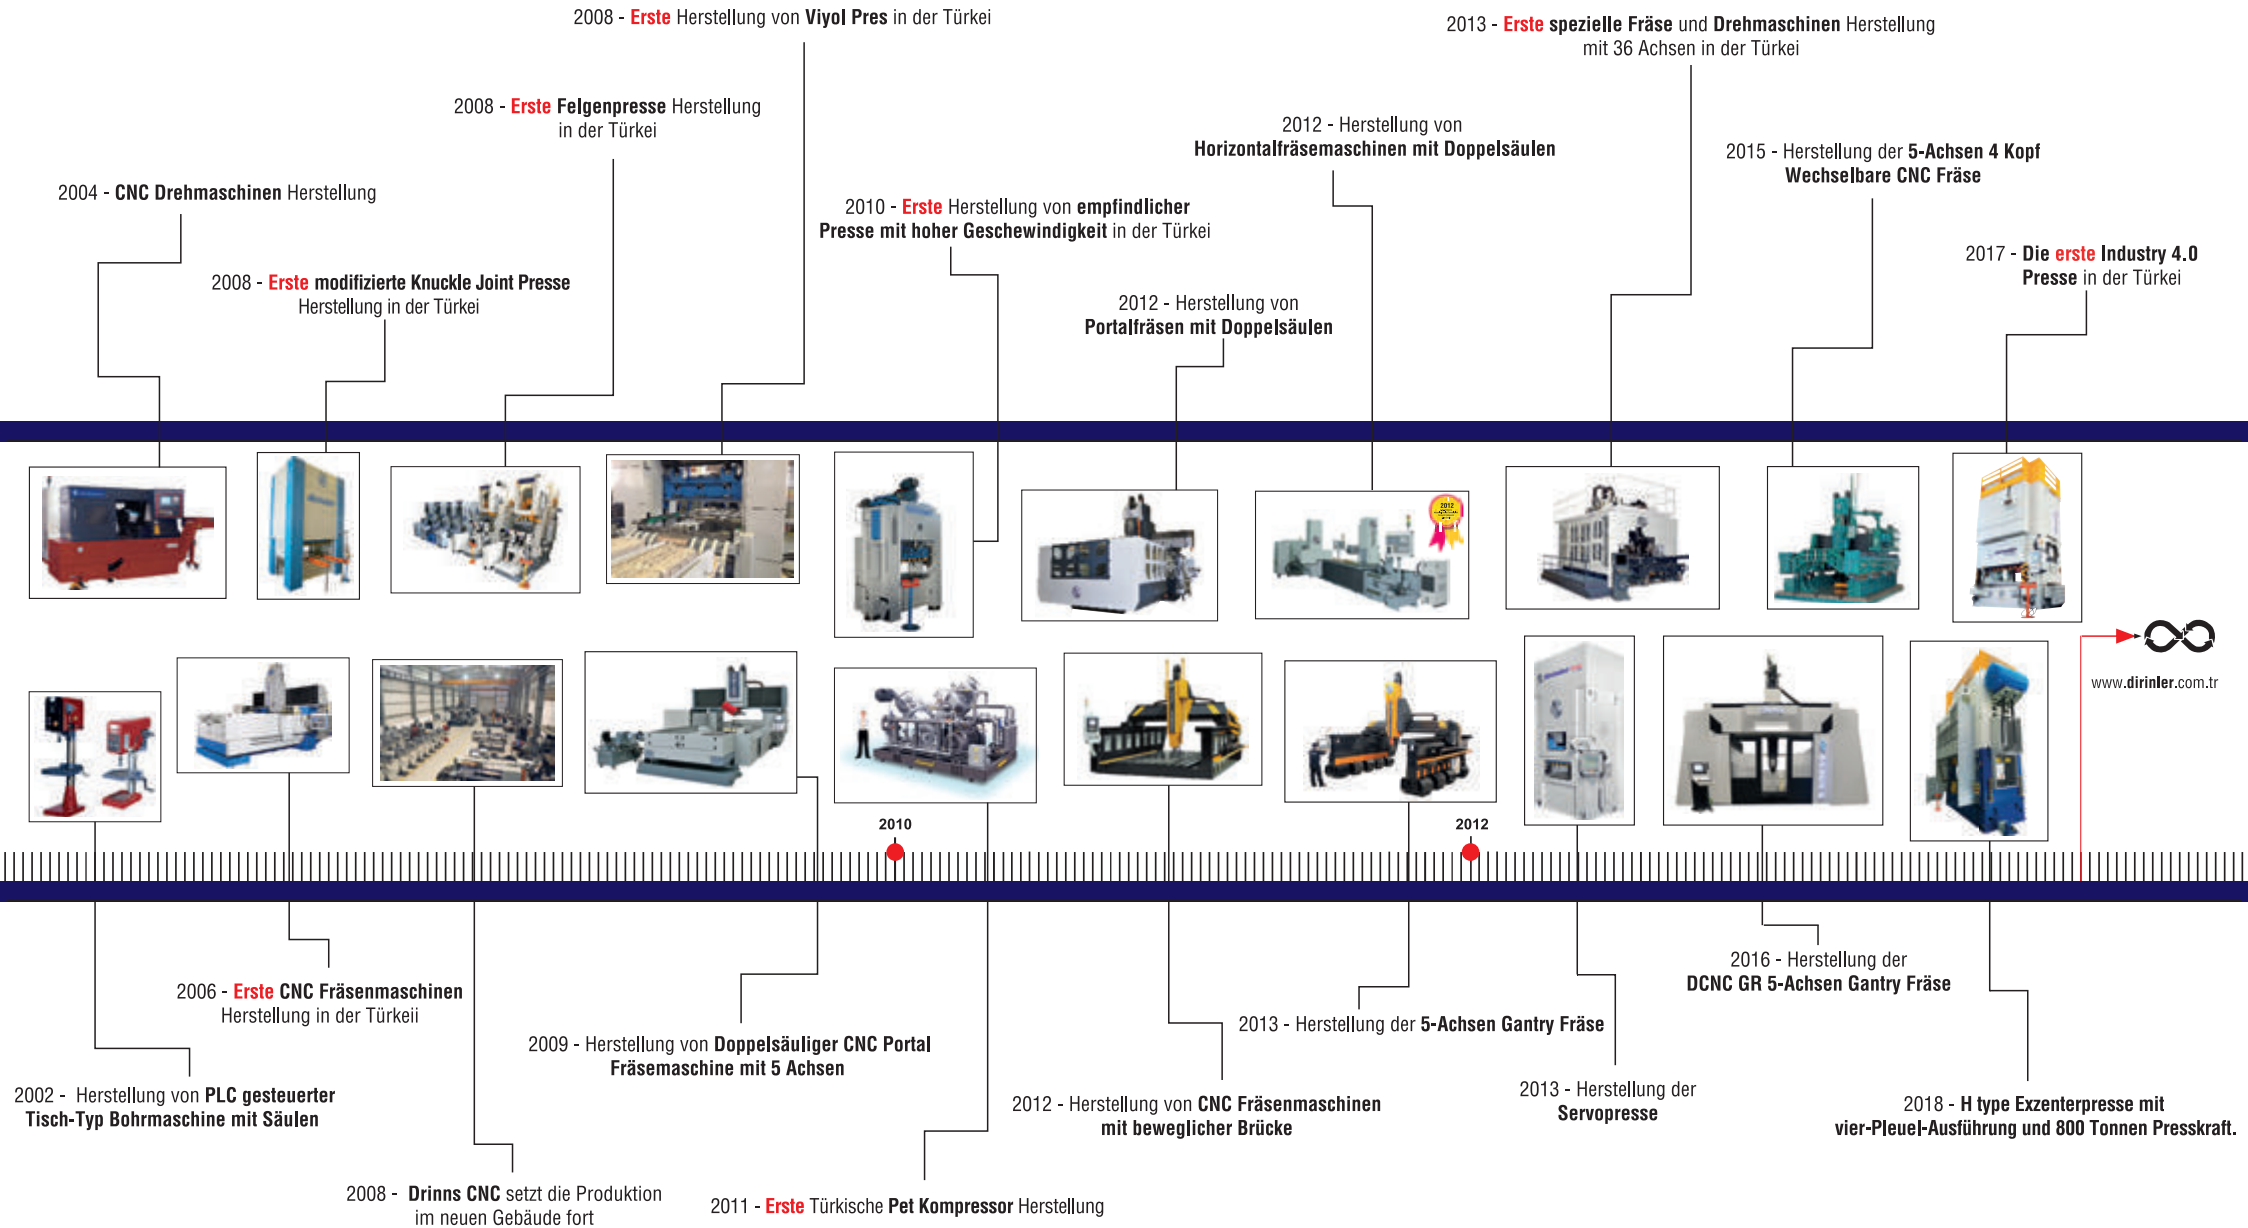 2008 - Erste Herstellung von Viyol Pres in der Türkei
2013 - Erste spezielle Fräse und Drehmaschinen Herstellung
mit 36 Achsen in der Türkei
2008 - Erste Felgenpresse Herstellung
in der Türkei
2012 - Herstellung von
Horizontalfräsemaschinen mit Doppelsäulen
2015 - Herstellung der 5-Achsen 4 Kopf
Wechselbare CNC Fräse
2004 - CNC Drehmaschinen Herstellung
2010 - Erste Herstellung von empfindlicher
Presse mit hoher Geschewindigkeit in der Türkei
2017 - Die erste Industry 4.0
Presse in der Türkei
2008 - Erste modifizierte Knuckle Joint Presse
Herstellung in der Türkei
2012 - Herstellung von
Portalfräsen mit Doppelsäulen
2012
www.dirinler.com.tr
2010
2012
2006 - Erste CNC Fräsenmaschinen
Herstellung in der Türkeii
2016 - Herstellung der
DCNC GR 5-Achsen Gantry Fräse
2013 - Herstellung der 5-Achsen Gantry Fräse
2009 - Herstellung von Doppelsäuliger CNC Portal
Fräsemaschine mit 5 Achsen
2002 - Herstellung von PLC gesteuerter
Tisch-Typ Bohrmaschine mit Säulen
2012 - Herstellung von CNC Fräsenmaschinen
mit beweglicher Brücke
2013 - Herstellung der
Servopresse
2018 - H type Exzenterpresse mit
vier-Pleuel-Ausführung und 800 Tonnen Presskraft.
2008 - Drinns CNC setzt die Produktion
im neuen Gebäude fort
2011 - Erste Türkische Pet Kompressor Herstellung